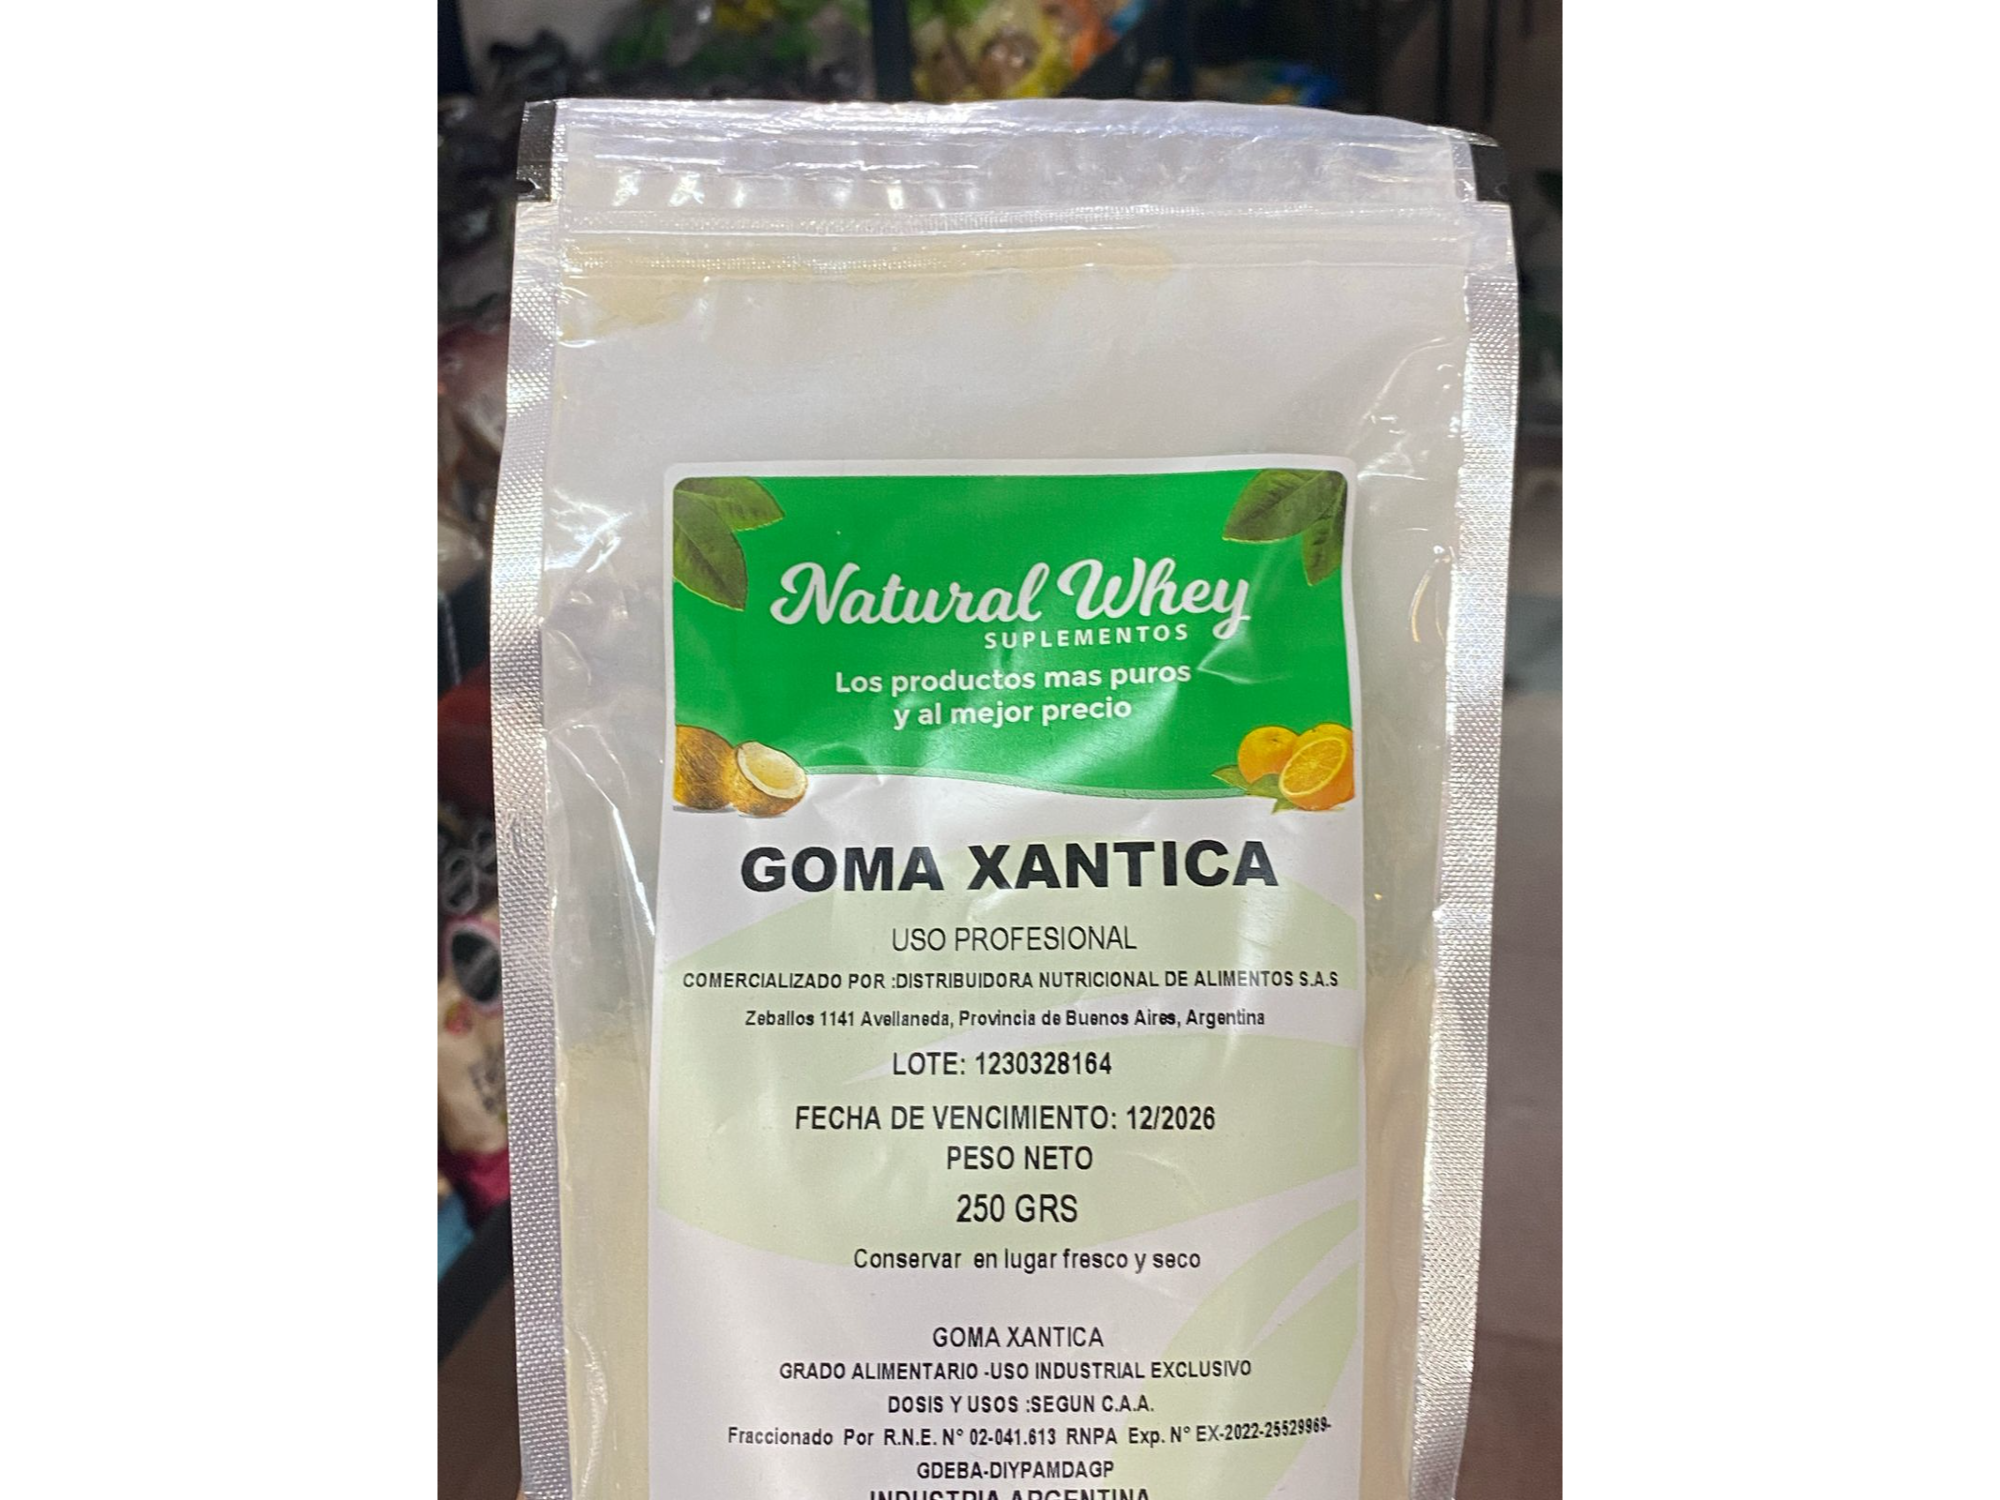 Natural Whey
SUPLEMENTOS
Los productos mas puros
y al mejor precio
GOMA XANTICA
USO PROFESIONAL
COMERCIALIZADO POR :DISTRIBUIDORA NUTRICIONAL DE ALIMENTOS S.A.S
Zeballos 1141 Avellaneda, Provincia de Buenos Aires, Argentina
LOTE: 1230328164
FECHA DE VENCIMIENTO: 12/2026
PESO NETO
250 GRS
Conservar en lugar fresco y seco
GOMA XANTICA
GRADO ALIMENTARIO -USO INDUSTRIAL EXCLUSIVO
DOSIS Y USOS :SEGUN C.A.A.
Fraccionado Por R.N.E. N° 02-041.613 RNPA Exp. N° EX-2022-25529969-
GDEBA-DIYPAMDAGP
INDUSTRIA ARGENTINA